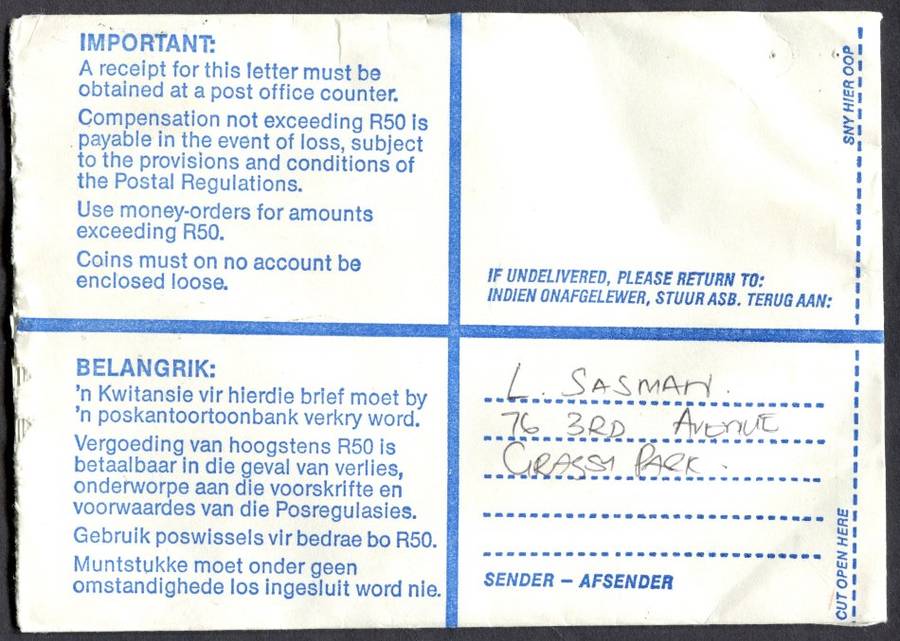 IMPORTANT:
A receipt for this letter must be
obtained at a post office counter.
Compensation not exceeding R50 is
payable in the event of loss, subject
to the provisions and conditions of
the Postal Regulations.
Use money-orders for amounts
exceeding R50.
Coins must on no account be
enclosed loose.
SNY HIER OOP
IF UNDELIVERED, PLEASE RETURN TO:
INDIEN ONAFGELEWER, STUUR ASB. TERUG AAN:
BELANGRIK:
'n Kwitansie vir hierdie brief moet by
'n poskantoortoonbank verkry word.
Vergoeding van hoogstens R50 is
betaalbaar in die geval van verlies,
onderworpe aan die voorskrifte en
voorwaardes van die Posregulasies.
Gebruik poswissels vir bedrae bo R50.
Muntstukke moet onder geen
omstandighede los ingesluit word nie.
L. SASMAN.
76 3RD AVENUE
GRASSY PARK.
SENDER – AFSENDER
CUT OPEN HERE